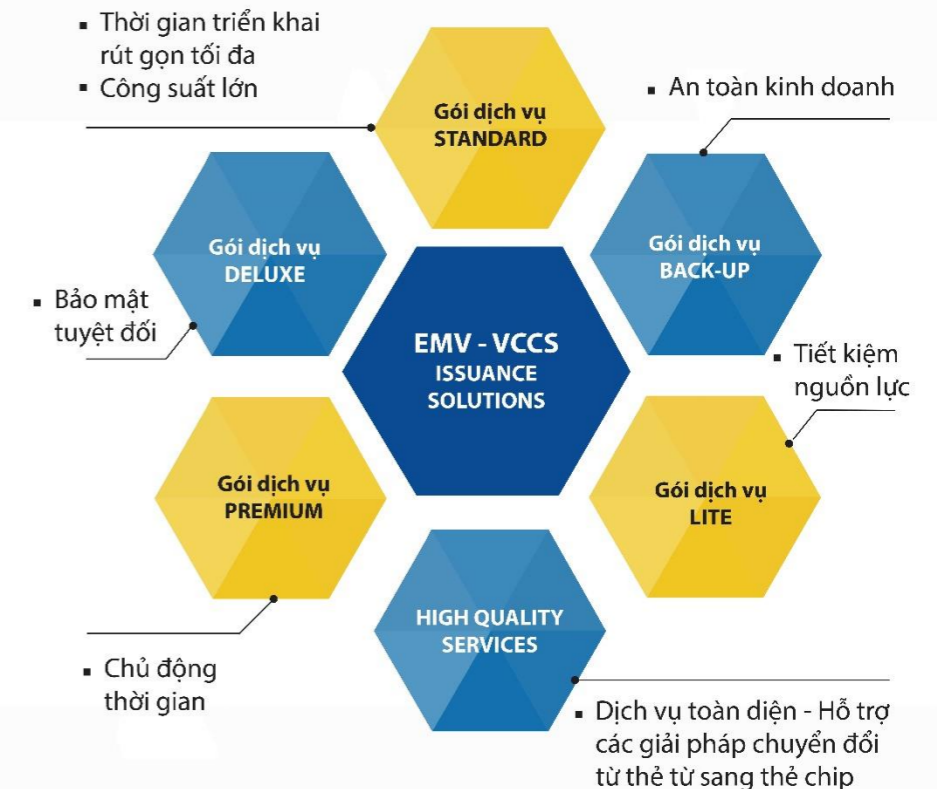 ▪ Thời gian triển khai
rút gọn tối đa
▪ Công suất lớn
Gói dịch vụ
STANDARD
▪ An toàn kinh doanh
Gói dịch vụ
DELUXE
Gói dịch vụ
BACK-UP
▪ Bảo mật
tuyệt đối
EMV - VCCS
ISSUANCE
SOLUTIONS
▪ Tiết kiệm
nguồn lực
Gói dịch vụ
PREMIUM
Gói dịch vụ
LITE
HIGH QUALITY
SERVICES
▪ Chủ động
thời gian
▪ Dịch vụ toàn diện - Hỗ trợ
các giải pháp chuyển đổi
từ thẻ từ sang thẻ chip